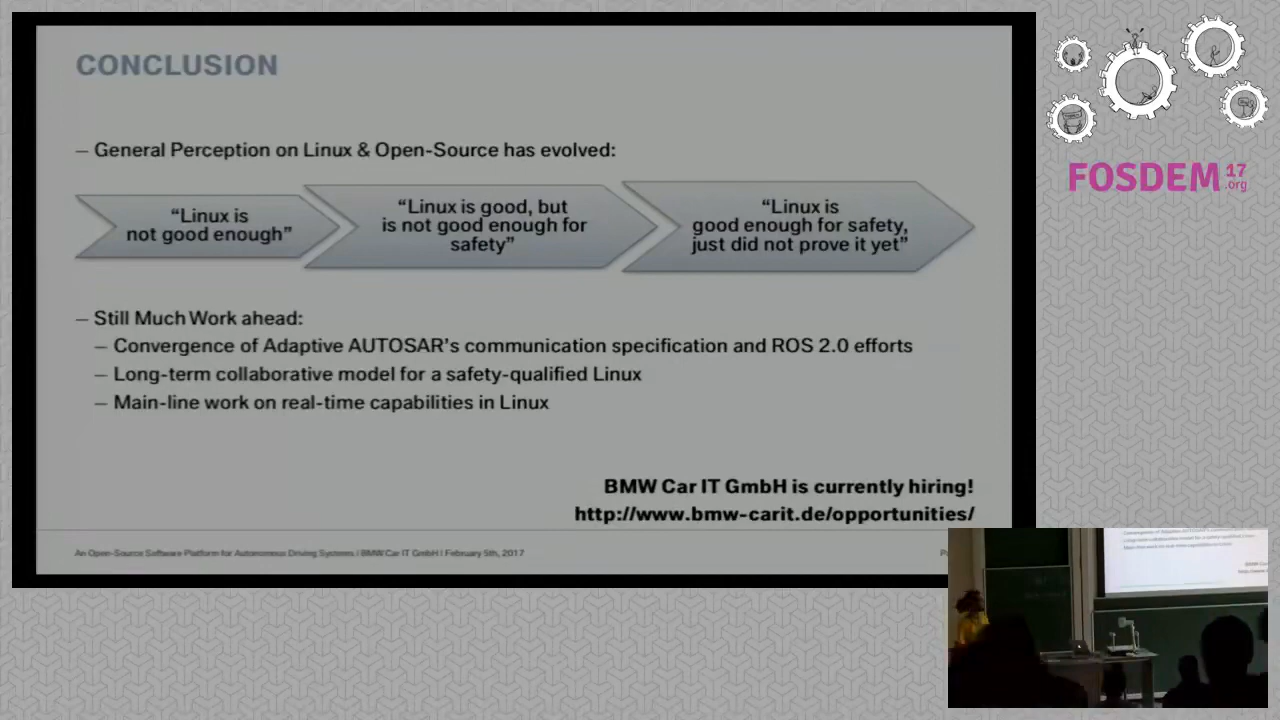 CONCLUSION
– General Perception on Linux & Open-Source has evolved:
“Linux is
not good enough”
“Linux is good, but
is not good enough for
safety”
“Linux is
good enough for safety,
just did not prove it yet”
– Still Much Work ahead:
– Convergence of Adaptive AUTOSAR’s communication specification and ROS 2.0 efforts
– Long-term collaborative model for a safety-qualified Linux
– Main-line work on real-time capabilities in Linux
BMW Car IT GmbH is currently hiring!
http://www.bmw-carit.de/opportunities/
An Open-Source Software Platform for Autonomous Driving Systems | BMW Car IT GmbH | February 5th, 2017
FOSDEM 17
.org